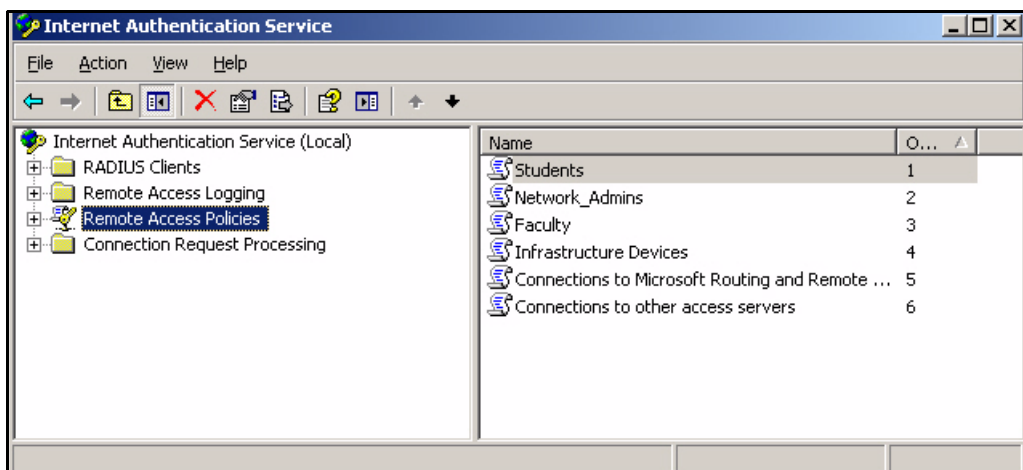 Internet Authentication Service
File Action View Help
Internet Authentication Service (Local)
RADIUS Clients
Remote Access Logging
Remote Access Policies
Connection Request Processing
Name O...
Students 1
Network_Admins 2
Faculty 3
Infrastructure Devices 4
Connections to Microsoft Routing and Remote ... 5
Connections to other access servers 6